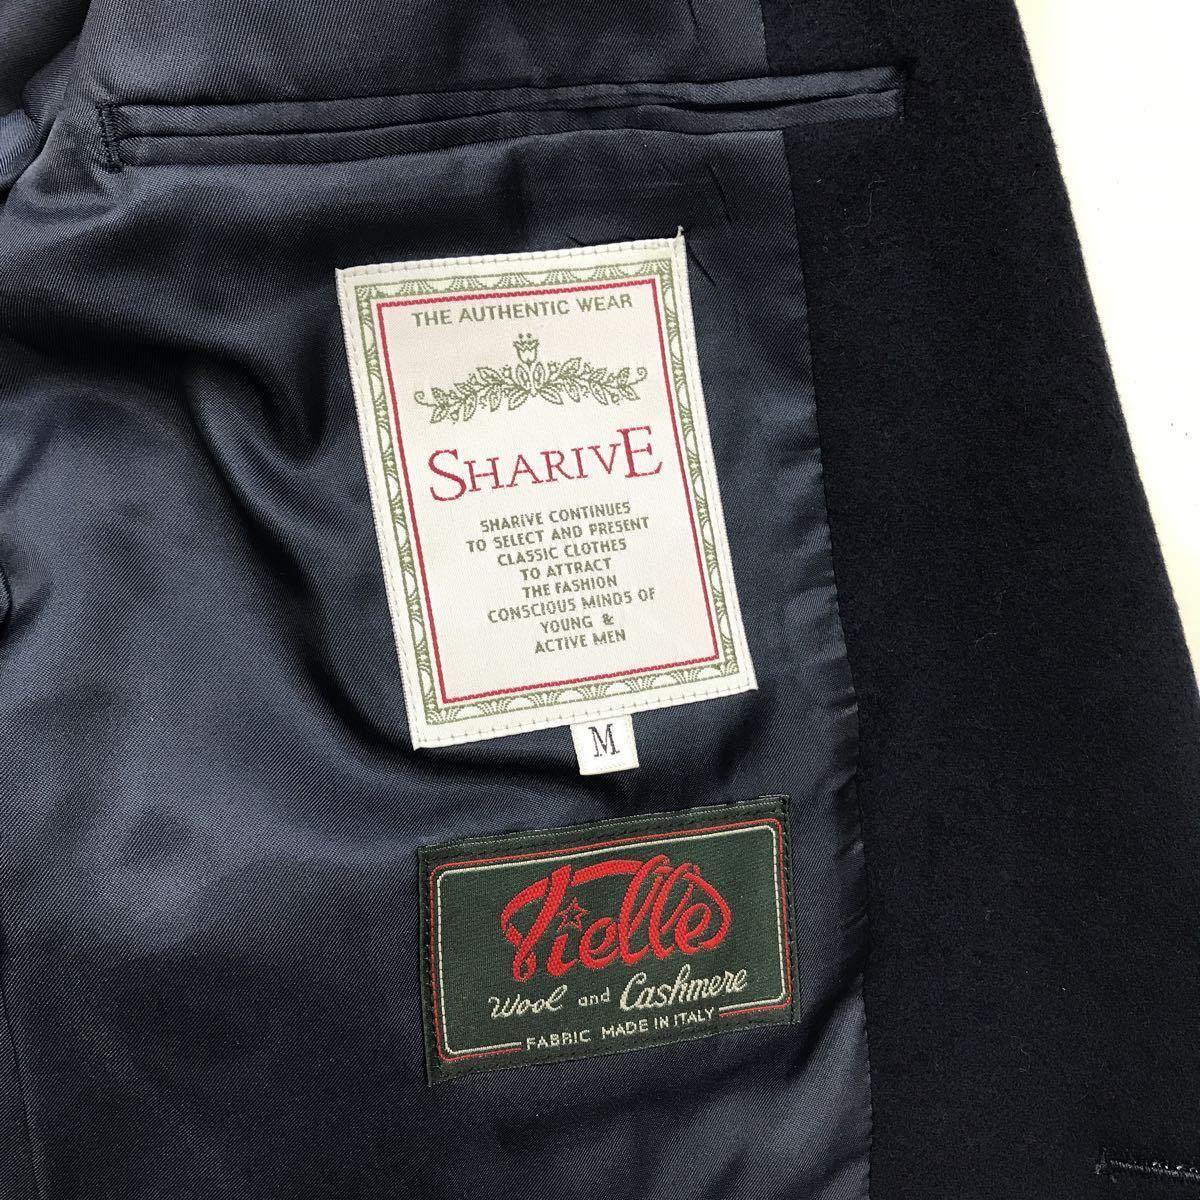 THE AUTHENTIC WEAR
SHARIVE
SHARIVE CONTINUES
TO SELECT AND PRESENT
CLASSIC CLOTHES
TO ATTRACT
THE FASHION
CONSCIOUS MINDS OF
YOUNG &
ACTIVE MEN
M
Tielle
Wool and Cashmere
FABRIC MADE IN ITALY